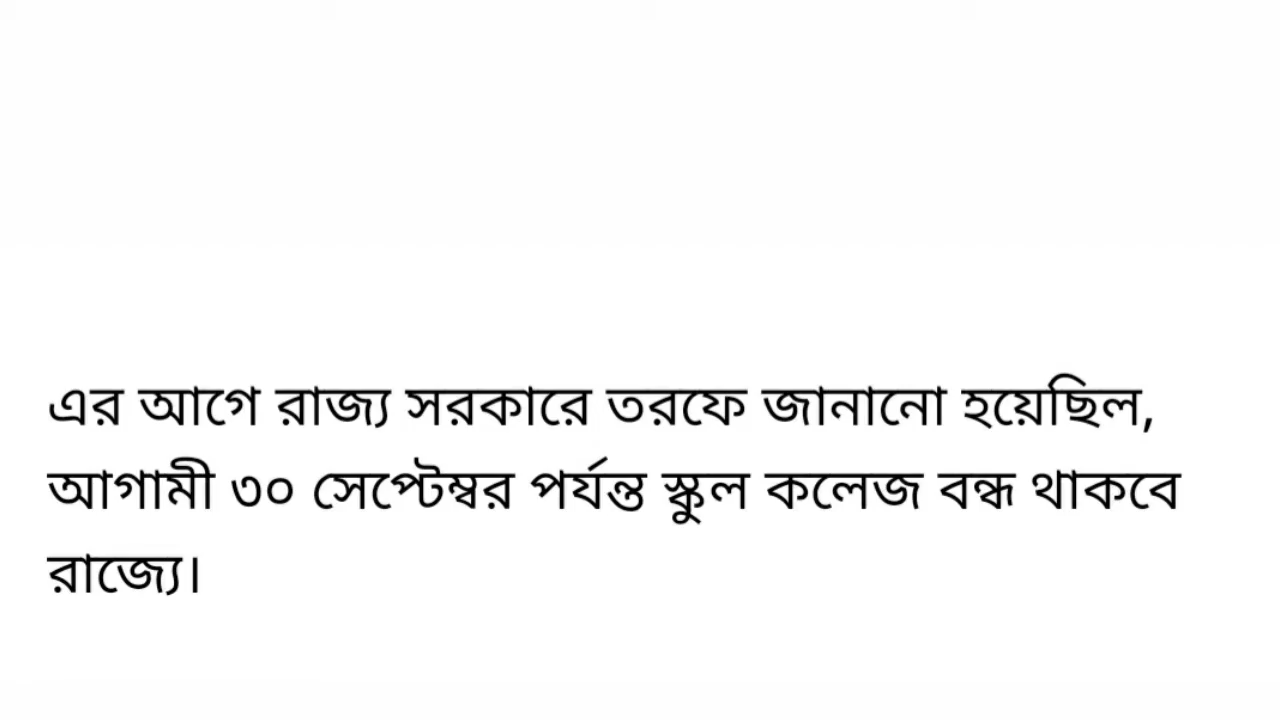 এর আগে রাজ্য সরকারে তরফে জানানো হয়েছিল,
আগামী ৩০ সেপ্টেম্বর পর্যন্ত স্কুল কলেজ বন্ধ থাকবে
রাজ্যে।